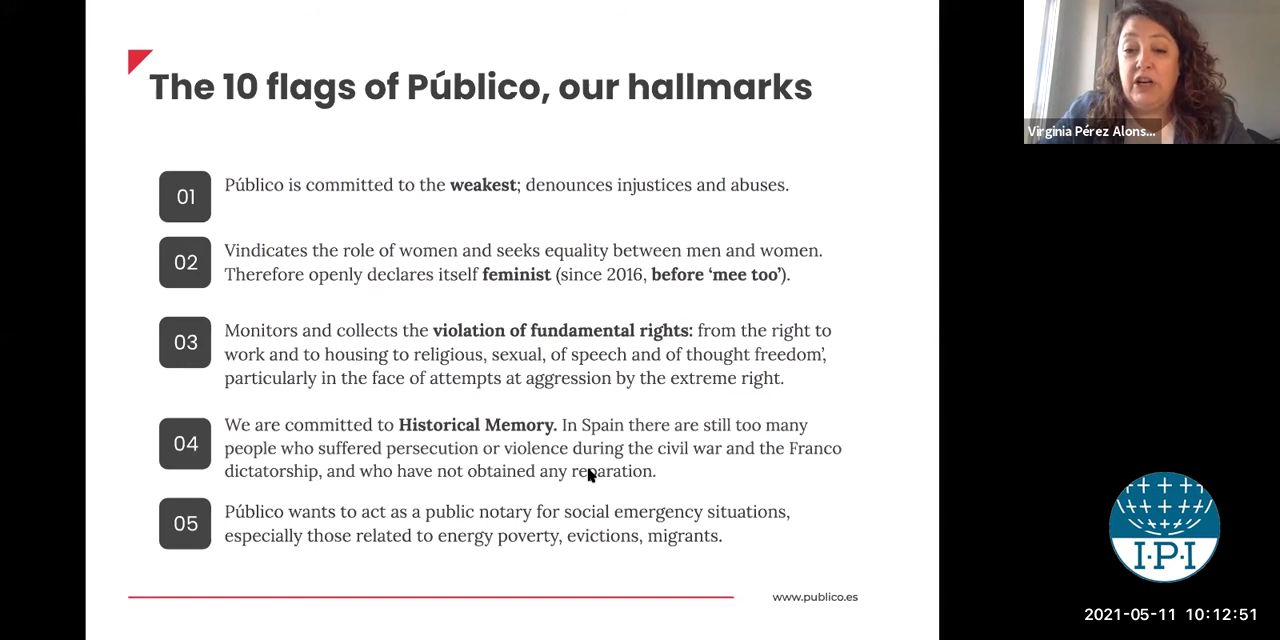 The 10 flags of Público, our hallmarks
01
Público is committed to the weakest; denounces injustices and abuses.
02
Vindicates the role of women and seeks equality between men and women.
Therefore openly declares itself feminist (since 2016, before ‘mee too’).
03
Monitors and collects the violation of fundamental rights: from the right to
work and to housing to religious, sexual, of speech and of thought freedom’,
particularly in the face of attempts at aggression by the extreme right.
04
We are committed to Historical Memory. In Spain there are still too many
people who suffered persecution or violence during the civil war and the Franco
dictatorship, and who have not obtained any reparation.
05
Público wants to act as a public notary for social emergency situations,
especially those related to energy poverty, evictions, migrants.
www.publico.es
Virginia Pérez Alons...
I·P·I
2021-05-11 10:12:51